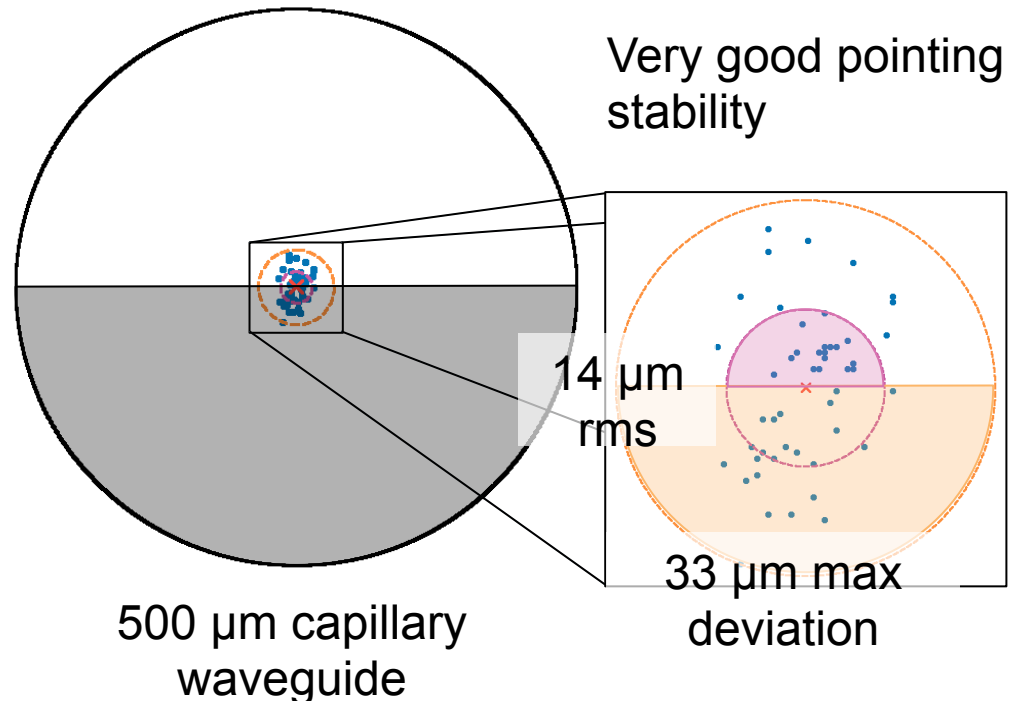 Very good pointing
stability
14 µm
rms
33 µm max
deviation
500 µm capillary
waveguide